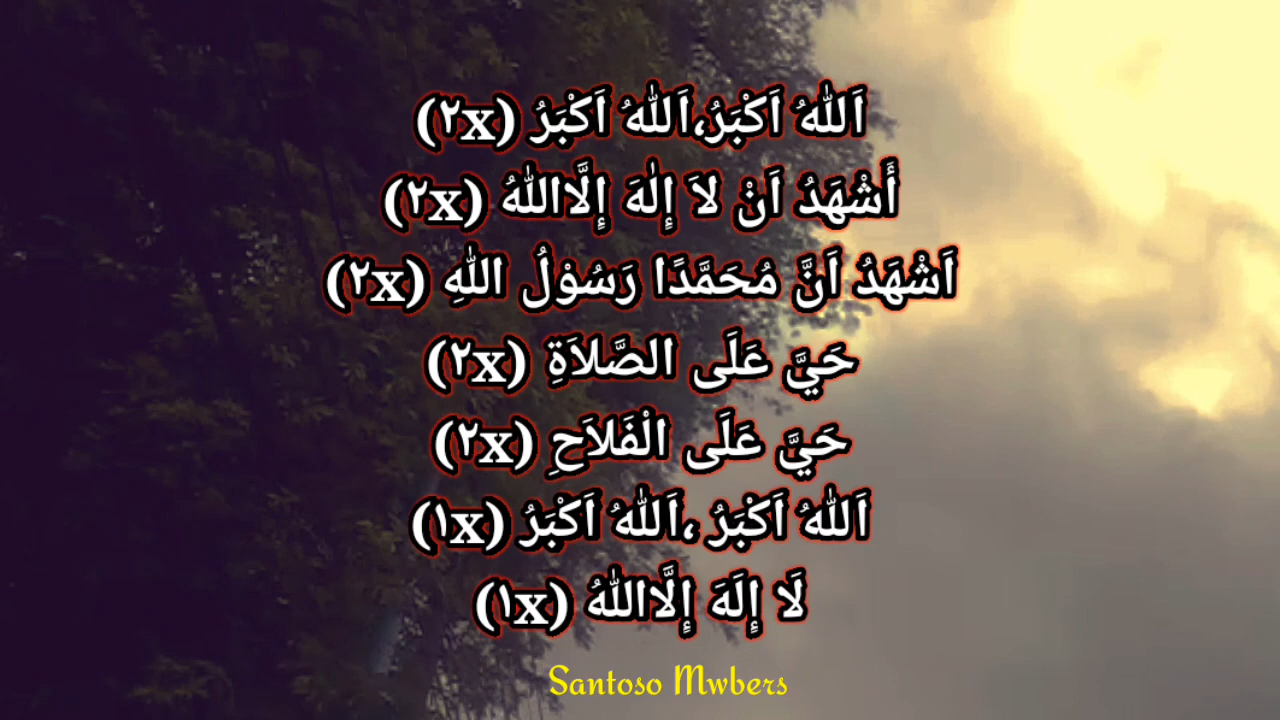 اَللّٰهُ اَكْبَرُ،اَللّٰهُ اَكْبَرُ (٢x)
أَشْهَدُ اَنْ لاَ إِلٰهَ إِلَّااللّٰهُ (٢x)
اَشْهَدُ اَنَّ مُحَمَّدًا رَسُوْلُ اللّٰهِ (٢x)
حَيَّ عَلَى الصَّلاَةِ (٢x)
حَيَّ عَلَى الْفَلاَحِ (٢x)
اَللّٰهُ اَكْبَرُ ،اَللّٰهُ اَكْبَرُ (١x)
لَا إِلَهَ إِلَّااللّٰهُ (١x)
Santoso Mwbers